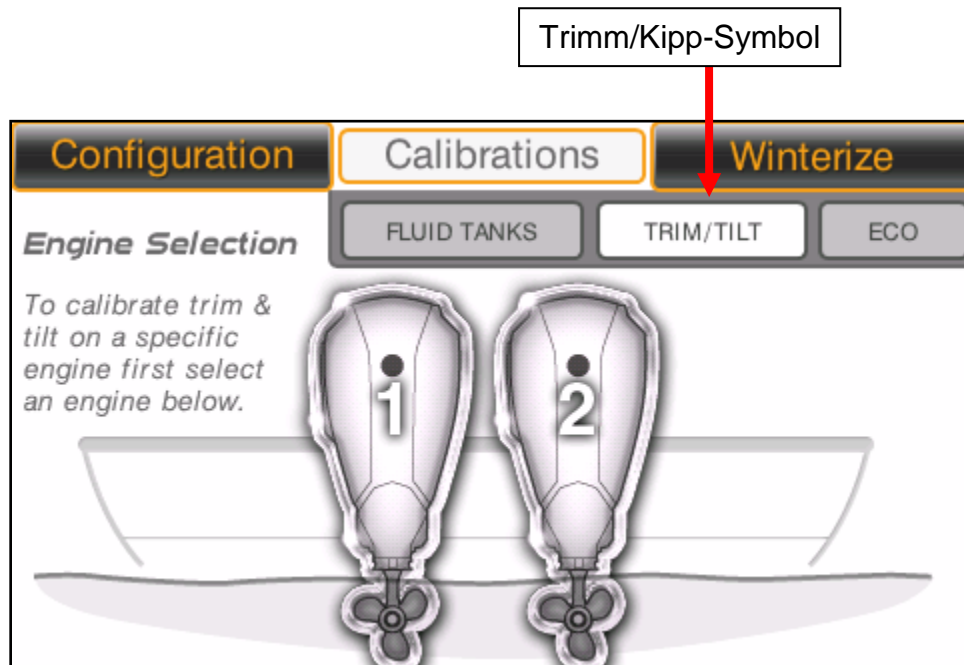 Trimm/Kipp-Symbol
Configuration
Calibrations
Winterize
FLUID TANKS
TRIM/TILT
ECO
Engine Selection
To calibrate trim &
tilt on a specific
engine first select
an engine below.
1
2